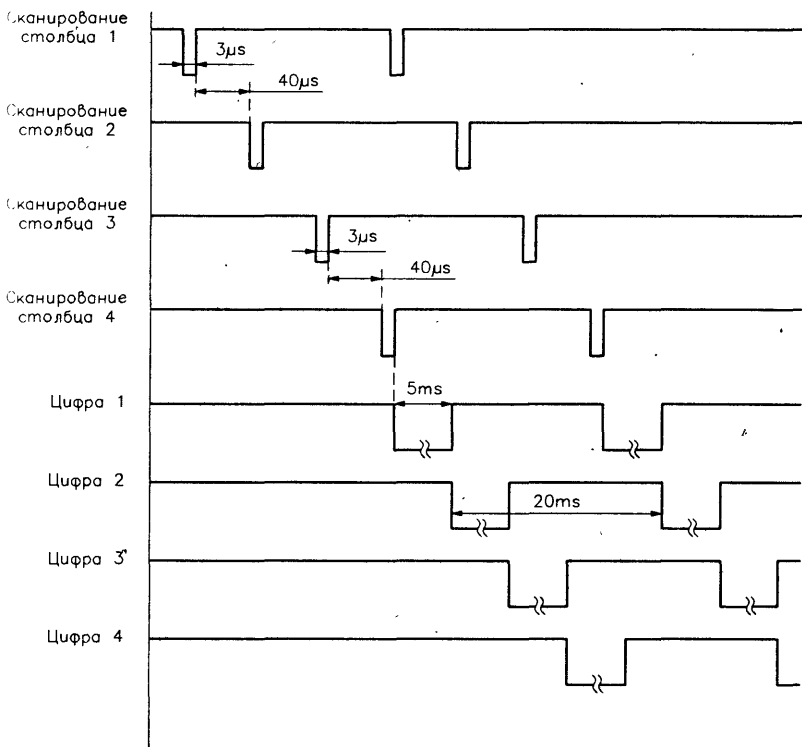 Сканирование
столбца 1
3μs
40μs
Сканирование
столбца 2
Сканирование
столбца 3
3μs
40μs
Сканирование
столбца 4
5ms
Цифра 1
Цифра 2
20ms
Цифра 3
Цифра 4